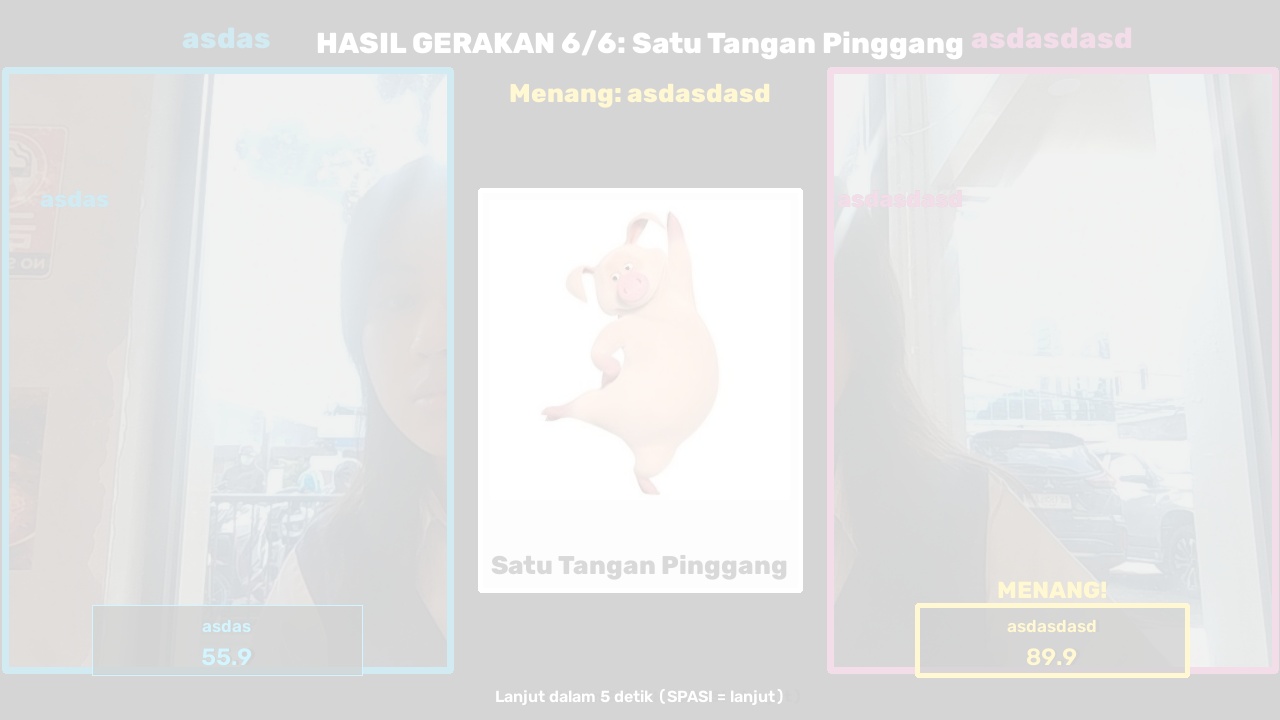 asdas
HASIL GERAKAN 6/6: Satu Tangan Pinggang
asdasdasd
Menang: asdasdasd
asdas
asdasdasd
Satu Tangan Pinggang
MENANG!
asdas
55.9
asdasdasd
89.9
Lanjut dalam 5 detik (SPASI = lanjut)